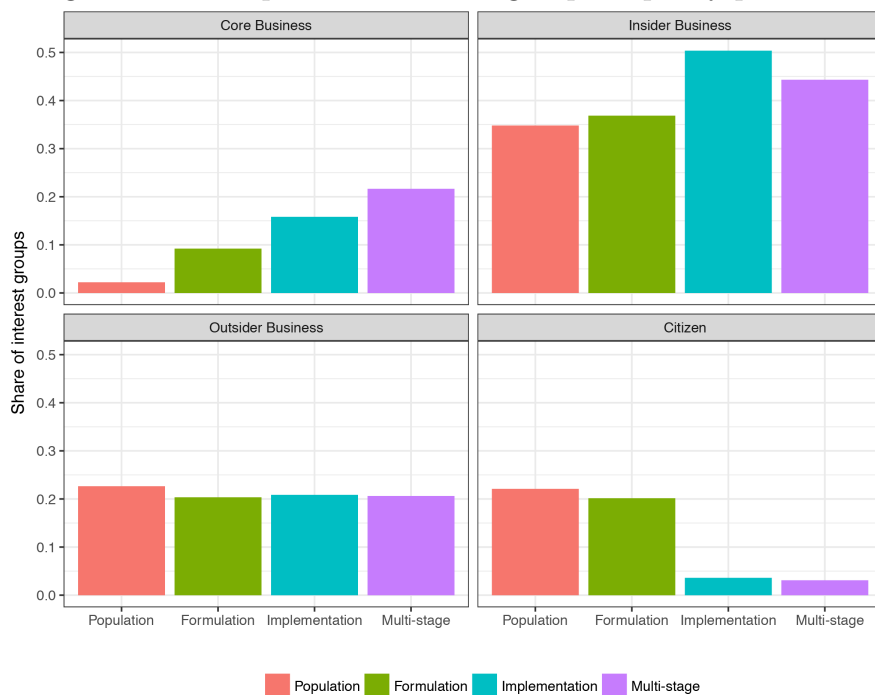 Core Business
Insider Business
0.5
0.4
0.3
0.2
0.1
0.0
Outsider Business
Citizen
0.5
0.4
0.3
0.2
0.1
0.0
Share of interest groups
Population Formulation Implementation Multi-stage
Population Formulation Implementation Multi-stage
Population Formulation Implementation Multi-stage